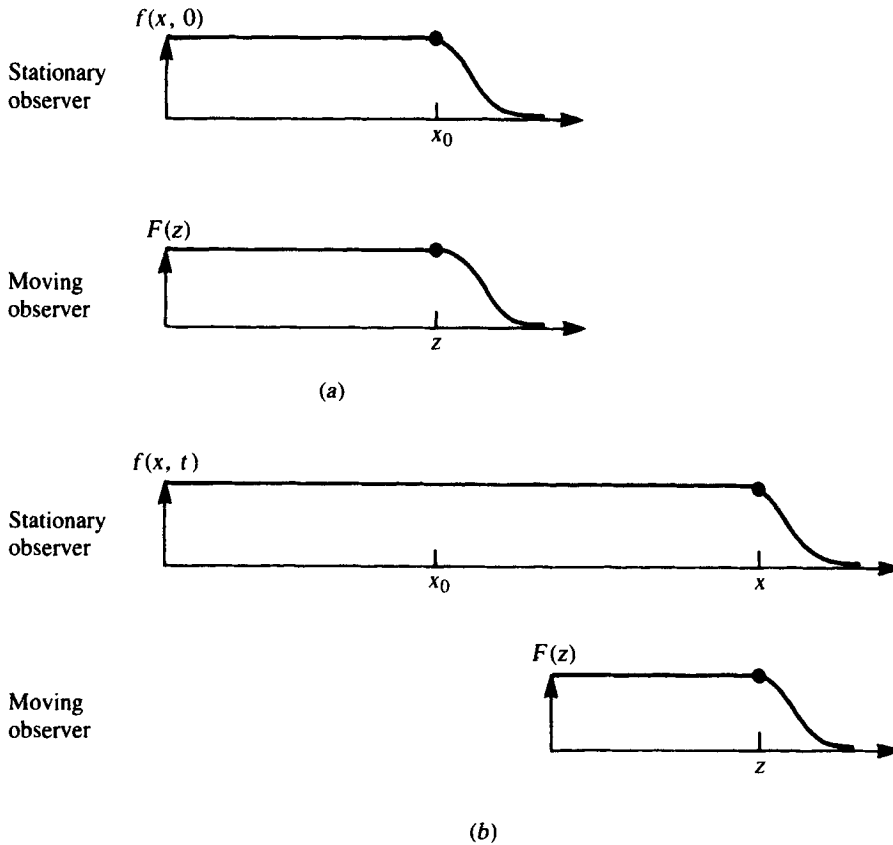 f(x, 0)
Stationary
observer
x₀
F(z)
Moving
observer
z
(a)
f(x, t)
Stationary
observer
x₀
x
F(z)
Moving
observer
z
(b)